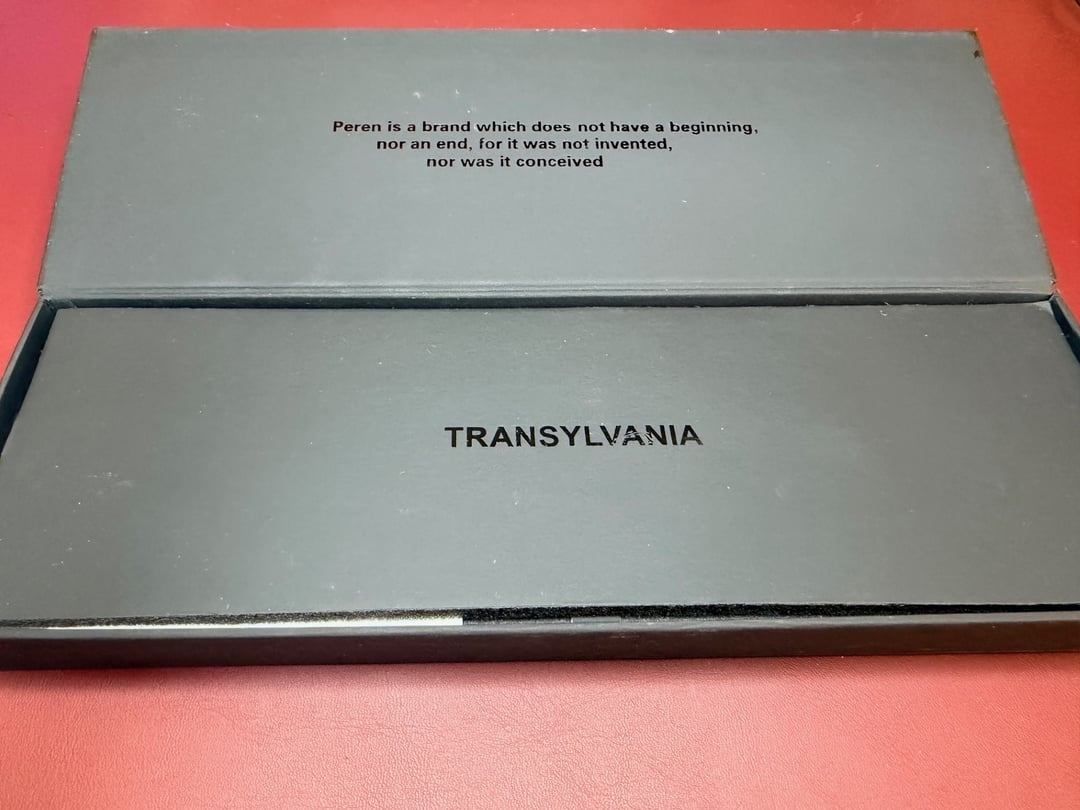 Peren is a brand which does not have a beginning,
nor an end, for it was not invented,
nor was it conceived
TRANSYLVANIA